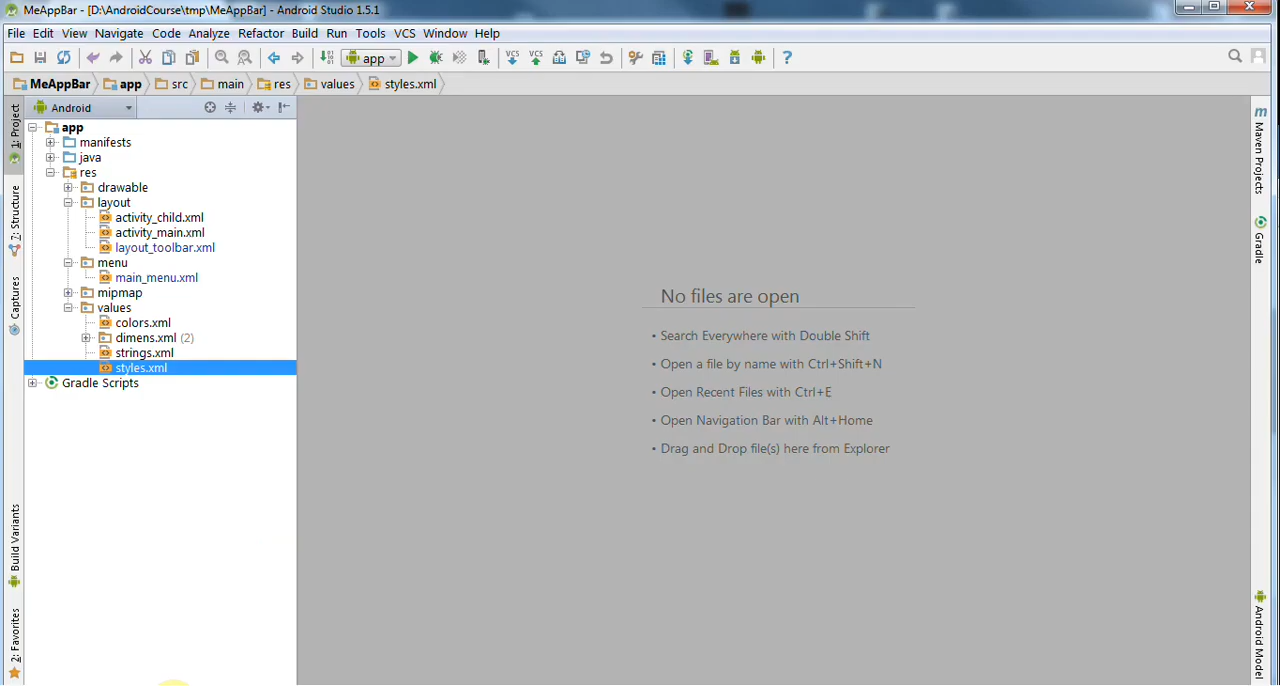 MeAppBar - [D:\AndroidCourse\tmp\MeAppBar] - Android Studio 1.5.1
File Edit View Navigate Code Analyze Refactor Build Run Tools VCS Window Help
app
VCS VCS
MeAppBar app src main res values styles.xml
Android
1: Project
7: Structure
Captures
Build Variants
2: Favorites
app
manifests
java
res
drawable
layout
activity_child.xml
activity_main.xml
layout_toolbar.xml
menu
main_menu.xml
mipmap
values
colors.xml
dimens.xml (2)
strings.xml
styles.xml
Gradle Scripts
No files are open
• Search Everywhere with Double Shift
• Open a file by name with Ctrl+Shift+N
• Open Recent Files with Ctrl+E
• Open Navigation Bar with Alt+Home
• Drag and Drop file(s) here from Explorer
m Maven Projects
Gradle
Android Model